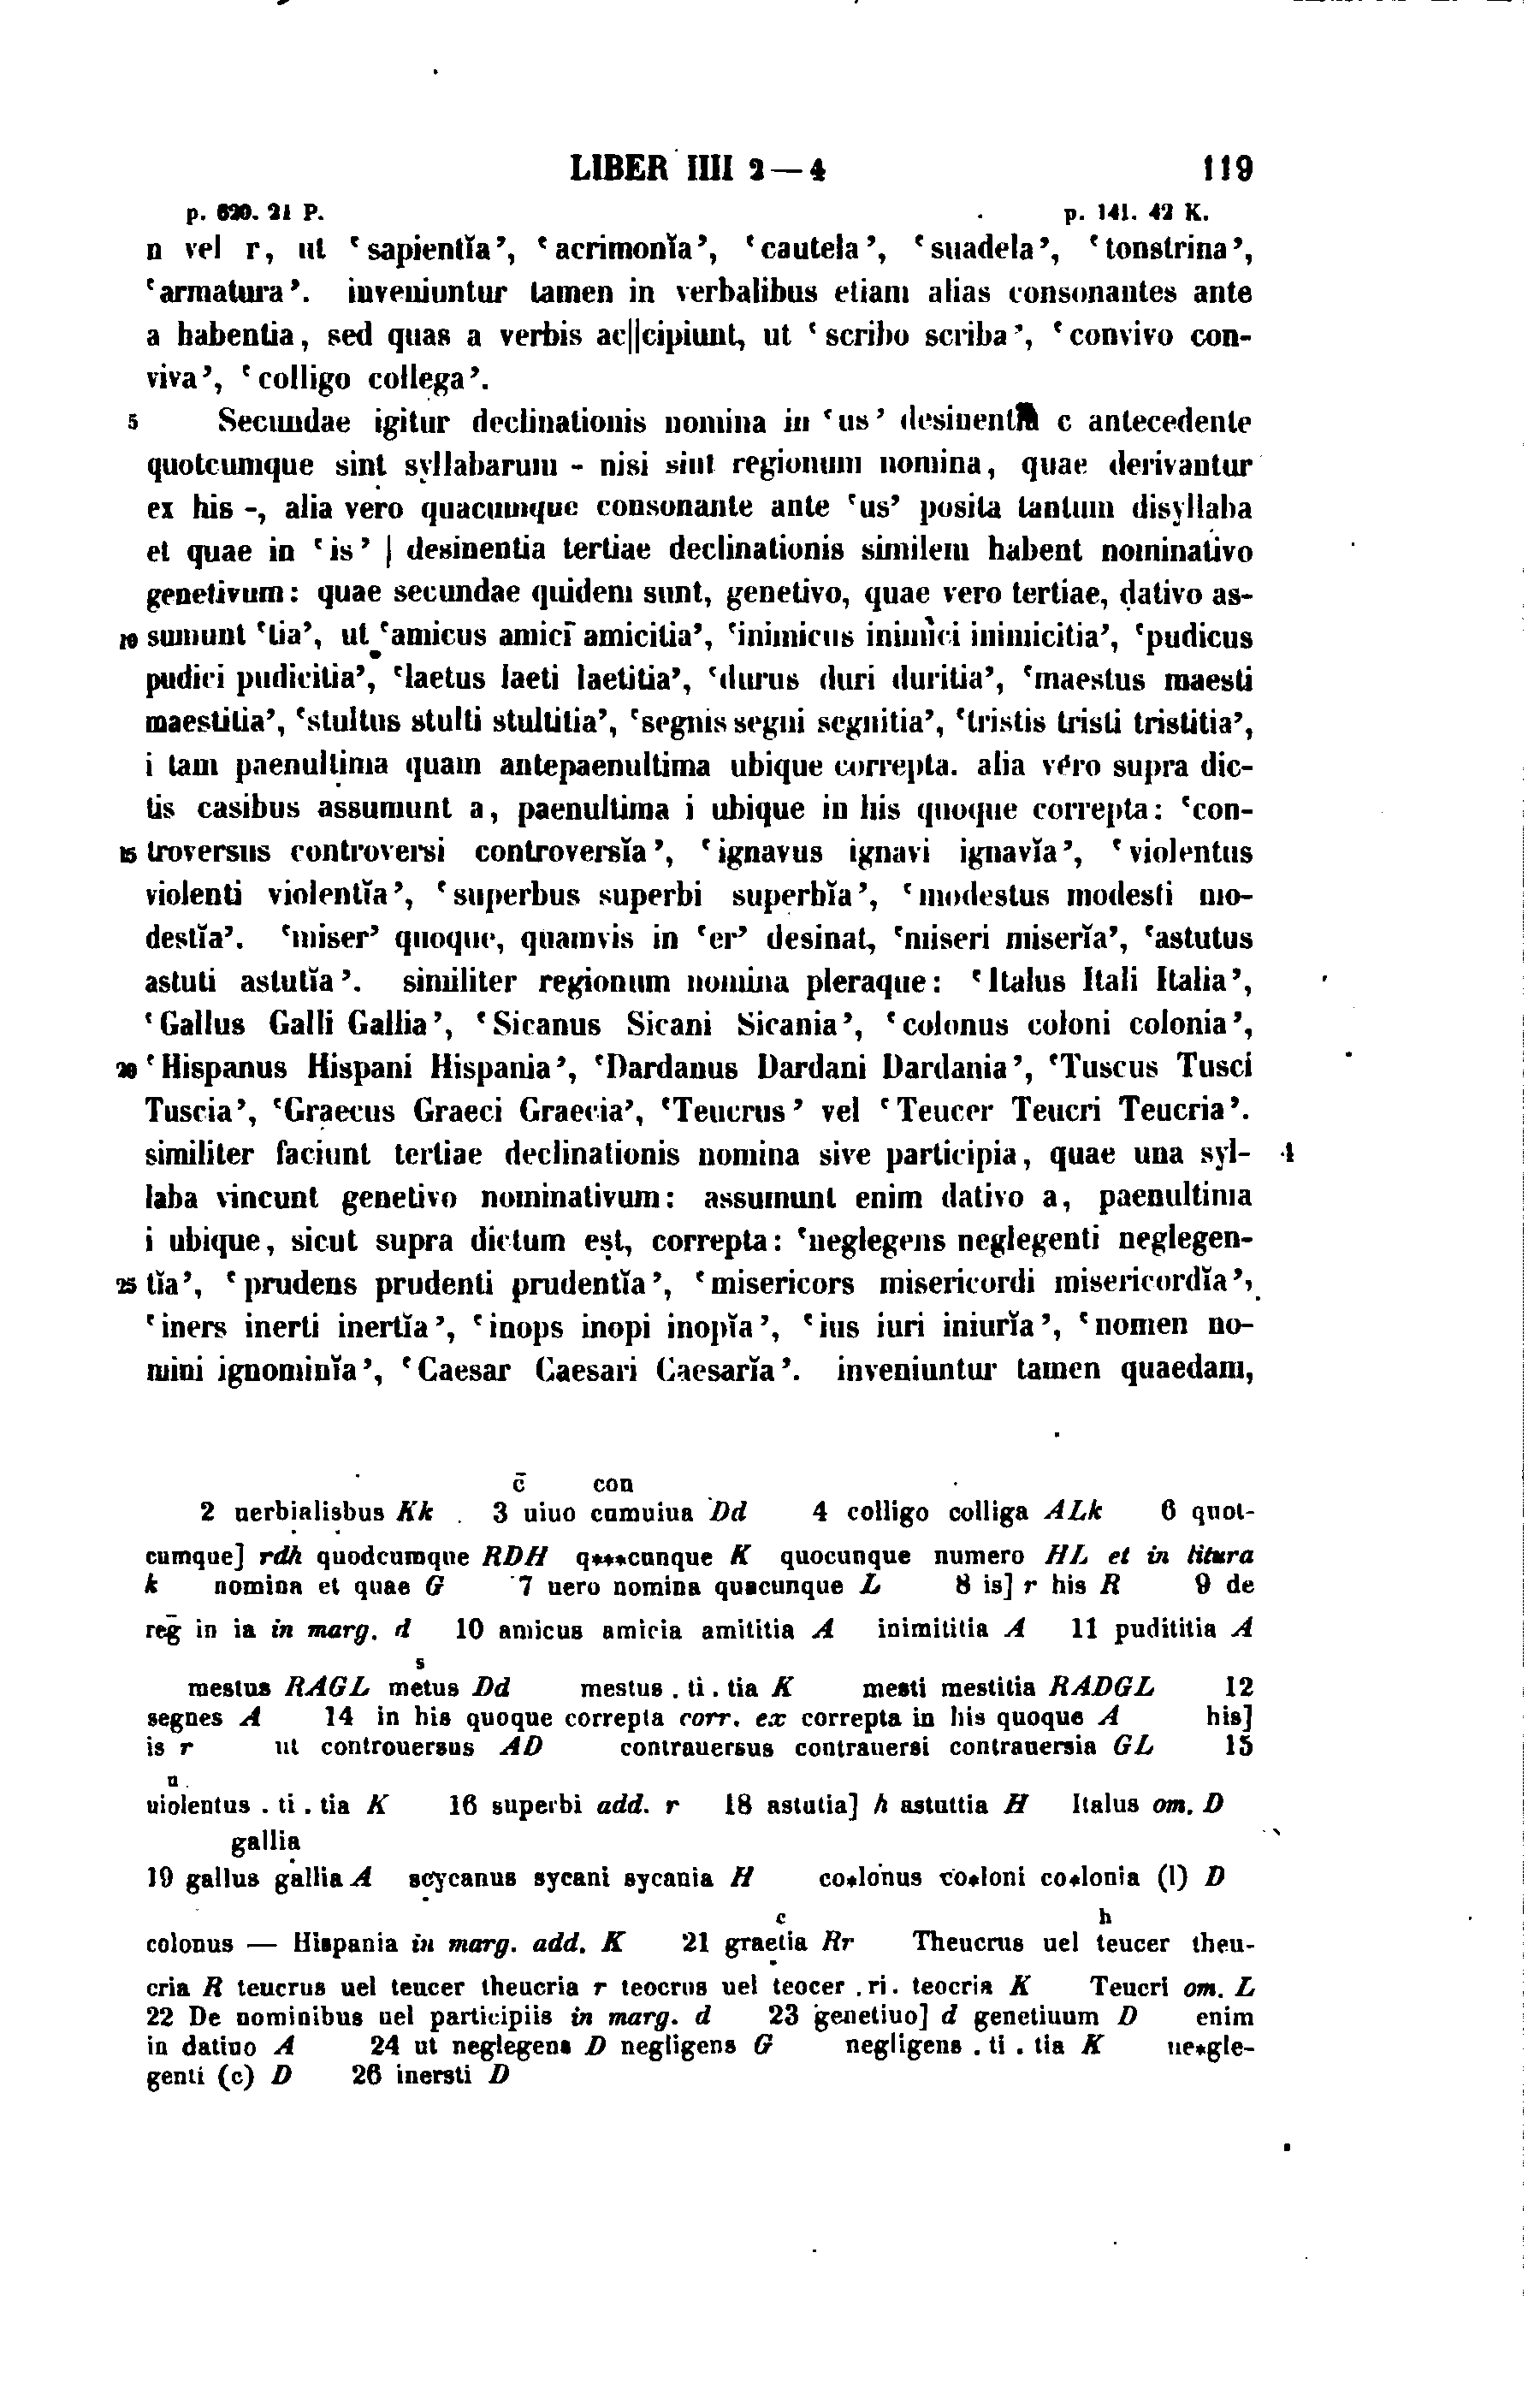 LIBER IIII 2—4 119
p. 620. 21 P. p. 141. 42 K.
n vel r, ut ‘sapientĭa’, ‘acrimonĭa’, ‘cautela’, ‘suadela’, ‘tonstrina’,
‘armatura’. inveniuntur tamen in verbalibus etiam alias consonantes ante
a habentia, sed quas a verbis ac||cipiunt, ut ‘scribo scriba’, ‘convivo con-
viva’, ‘colligo collega’.
5 Secundae igitur declinationis nomina in ‘us’ desinentia c antecedente
quotcumque sint syllabarum - nisi sint regionum nomina, quae derivantur
ex his -, alia vero quacumque consonante ante ‘us’ posita tantum disyllaba
et quae in ‘is’ | desinentia tertiae declinationis similem habent nominativo
genetivum: quae secundae quidem sunt, genetivo, quae vero tertiae, dativo as-
10 sumunt ‘tia’, ut ‘amicus amici amicitia’, ‘inimicus inimici inimicitia’, ‘pudicus
pudici pudicitia’, ‘laetus laeti laetitia’, ‘durus duri duritia’, ‘maestus maesti
maestitia’, ‘stultus stulti stultitia’, ‘segnis segni segnitia’, ‘tristis tristi tristitia’,
i tam paenultima quam antepaenultima ubique correpta. alia vero supra dic-
tis casibus assumunt a, paenultima i ubique in his quoque correpta: ‘con-
15 troversus controversi controversĭa’, ‘ignavus ignavi ignavĭa’, ‘violentus
violenti violentĭa’, ‘superbus superbi superbĭa’, ‘modestus modesti mo-
destĭa’. ‘miser’ quoque, quamvis in ‘er’ desinat, ‘miseri miserĭa’, ‘astutus
astuti astutĭa’. similiter regionum nomina pleraque: ‘Italus Itali Italia’,
‘Gallus Galli Gallia’, ‘Sicanus Sicani Sicania’, ‘colonus coloni colonia’,
20 ‘Hispanus Hispani Hispania’, ‘Dardanus Dardani Dardania’, ‘Tuscus Tusci
Tuscia’, ‘Graecus Graeci Graecia’, ‘Teucrus’ vel ‘Teucer Teucri Teucria’.
similiter faciunt tertiae declinationis nomina sive participia, quae una syl- 4
laba vincunt genetivo nominativum: assumunt enim dativo a, paenultima
i ubique, sicut supra dictum est, correpta: ‘neglegens neglegenti neglegen-
25 tĭa’, ‘prudens prudenti prudentĭa’, ‘misericors misericordi misericordĭa’,
‘iners inerti inertĭa’, ‘inops inopi inopĭa’, ‘ius iuri iniurĭa’, ‘nomen no-
mini ignominĭa’, ‘Caesar Caesari Caesarĭa’. inveniuntur tamen quaedam,
c̄ con
2 uerbialisbus Kk 3 uiuo cumuiua Dd 4 colligo colliga ALk 6 quot-
cumque] rdh quodcumque RDH q***cunque K quocunque numero HL et in litura
k nomina et quae G 7 uero nomina quacunque L 8 is] r his R 9 de
reḡ in ia in marg. d 10 amicus amicia amititia A inimititia A 11 pudititia A
s
mestus RAGL metus Dd mestus . ti . tia K mesti mestitia RADGL 12
segnes A 14 in his quoque correpta corr. ex correpta in his quoque A his]
is r ut controuersus AD contrauersus contrauersi contrauersia GL 15
u
uiolentus . ti . tia K 16 superbi add. r 18 astutia] h astuttia H Italus om. D
gallia
19 gallus gallia A scycanus sycani sycania H co*lonus co*loni co*lonia (l) D
c h
colonus — Hispania in marg. add. K 21 graetia Rr Theucrus uel teucer theu-
cria R teucrus uel teucer theucria r teocrus uel teocer .ri. teocria K Teucri om. L
22 De nominibus uel participiis in marg. d 23 genetiuo] d genetiuum D enim
in datiuo A 24 ut neglegens D negligens G negligens . ti . tia K ne*gle-
genti (c) D 26 inersti D